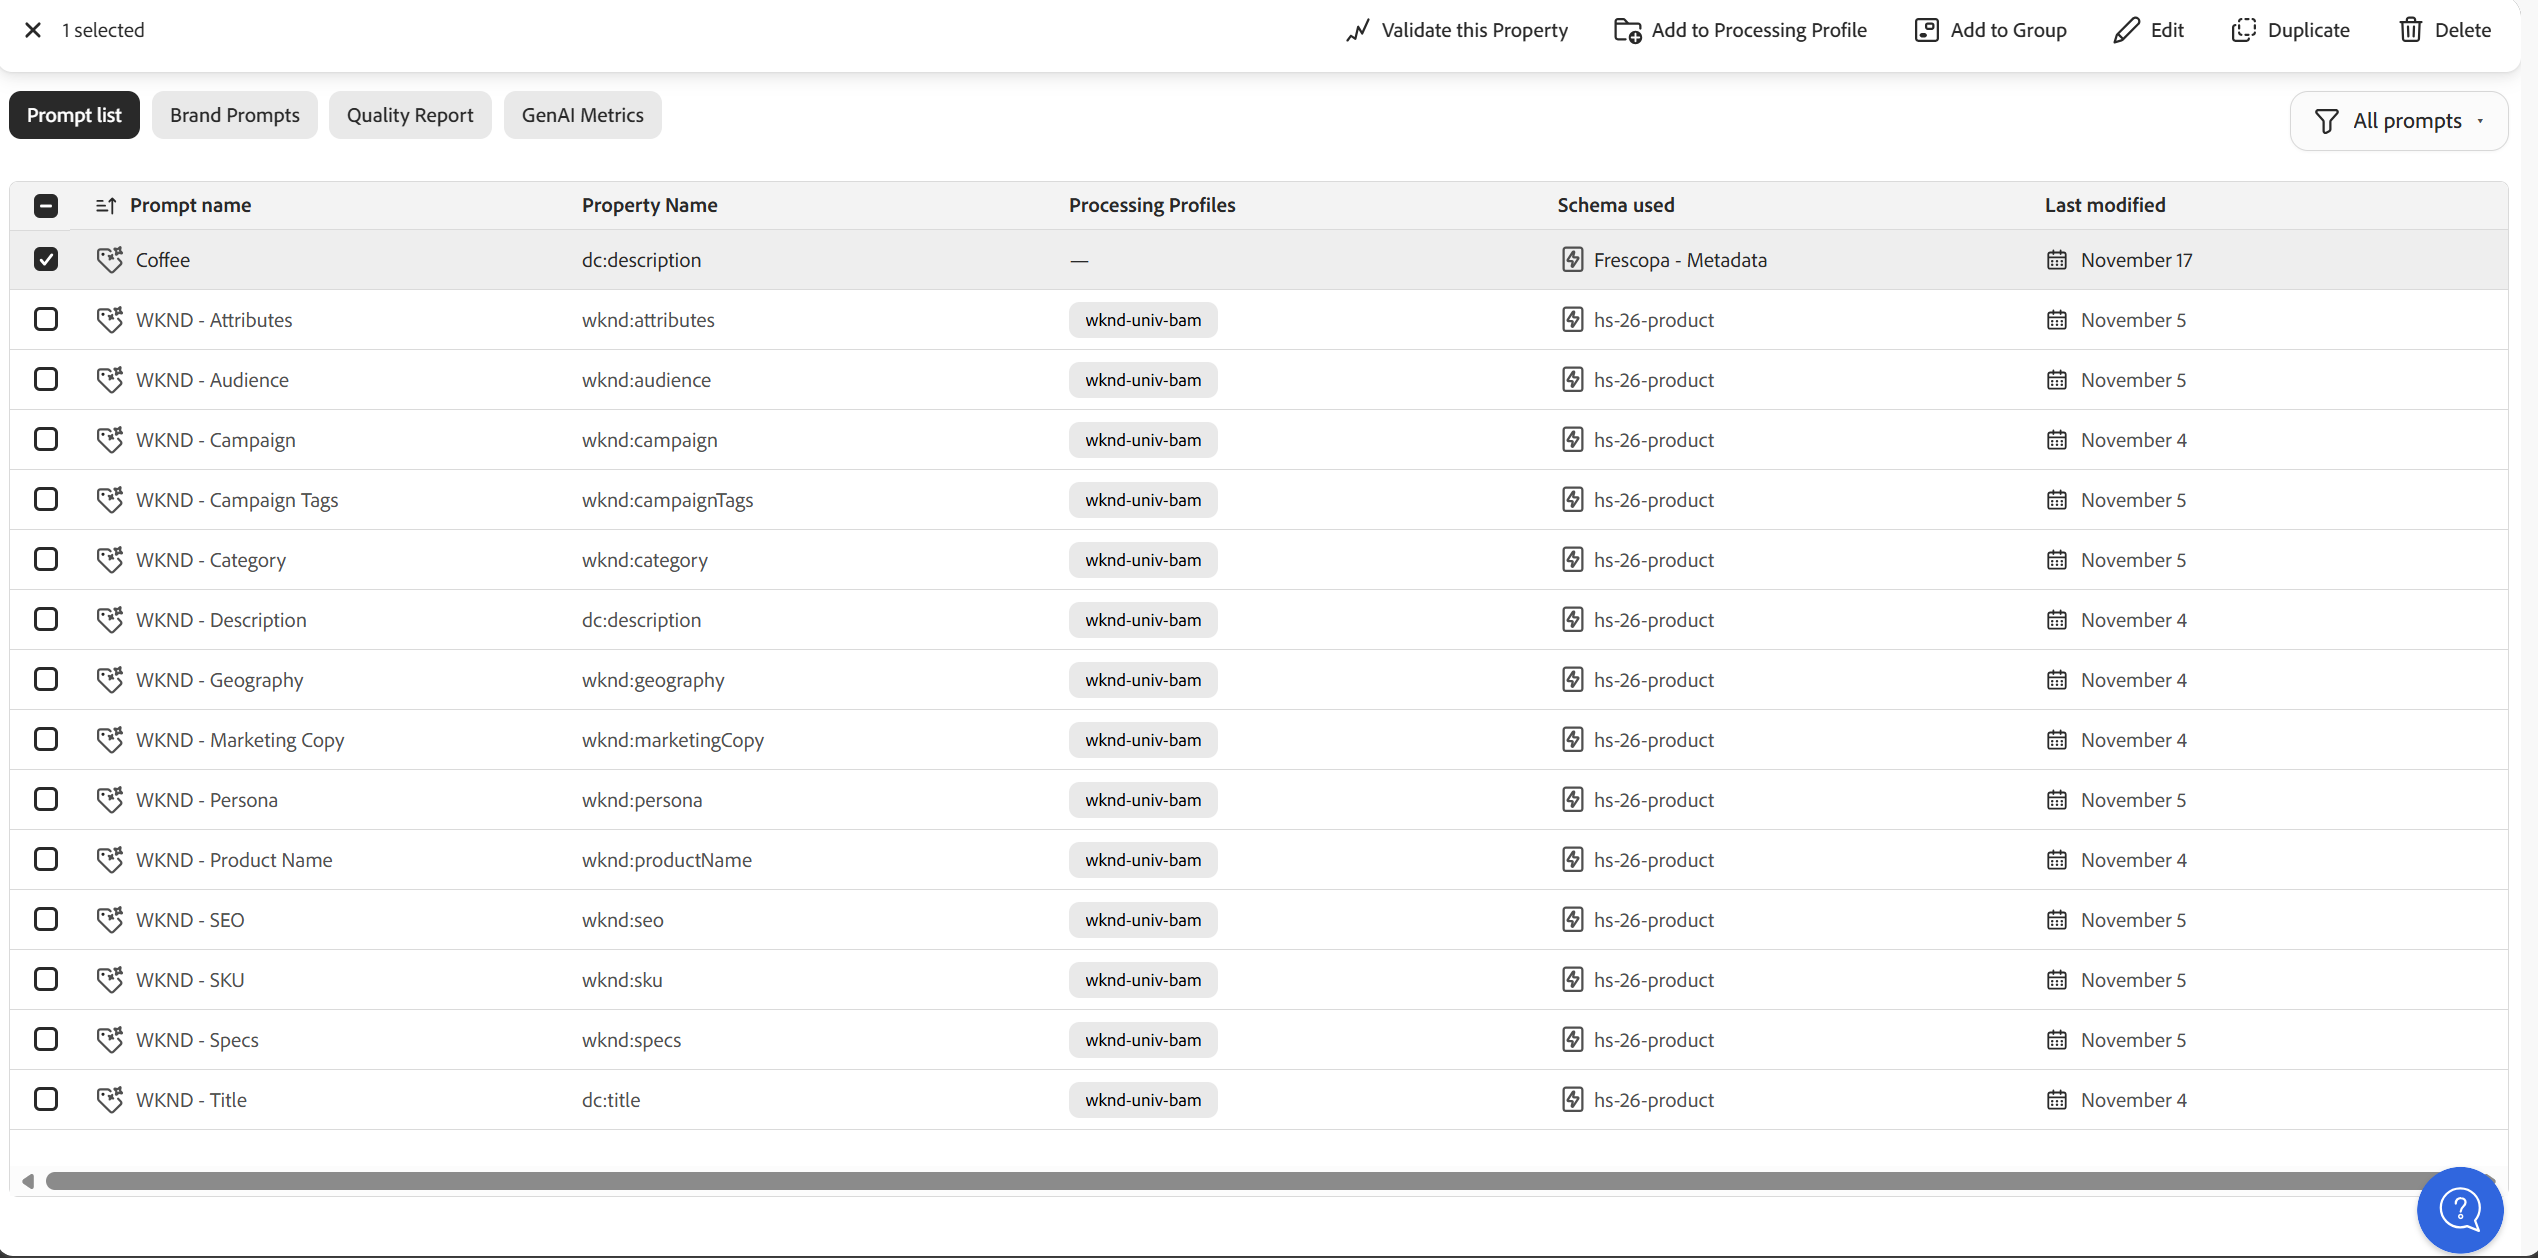 1 selected Validate this Property Add to Processing Profile Add to Group Edit Duplicate Delete
Prompt list Brand Prompts Quality Report GenAI Metrics All prompts
Prompt name Property Name Processing Profiles Schema used Last modified
Coffee dc:description — Frescopa - Metadata November 17
WKND - Attributes wknd:attributes wknd-univ-bam hs-26-product November 5
WKND - Audience wknd:audience wknd-univ-bam hs-26-product November 5
WKND - Campaign wknd:campaign wknd-univ-bam hs-26-product November 4
WKND - Campaign Tags wknd:campaignTags wknd-univ-bam hs-26-product November 5
WKND - Category wknd:category wknd-univ-bam hs-26-product November 5
WKND - Description dc:description wknd-univ-bam hs-26-product November 4
WKND - Geography wknd:geography wknd-univ-bam hs-26-product November 4
WKND - Marketing Copy wknd:marketingCopy wknd-univ-bam hs-26-product November 4
WKND - Persona wknd:persona wknd-univ-bam hs-26-product November 5
WKND - Product Name wknd:productName wknd-univ-bam hs-26-product November 4
WKND - SEO wknd:seo wknd-univ-bam hs-26-product November 5
WKND - SKU wknd:sku wknd-univ-bam hs-26-product November 5
WKND - Specs wknd:specs wknd-univ-bam hs-26-product November 5
WKND - Title dc:title wknd-univ-bam hs-26-product November 4